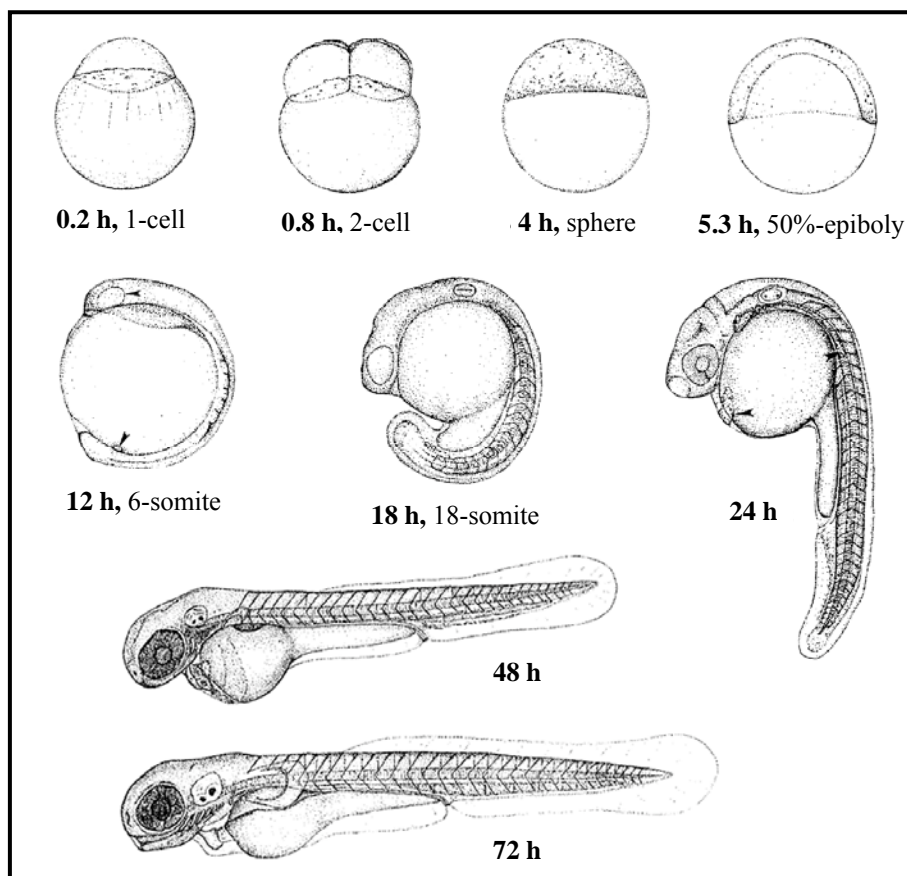 0.2 h, 1-cell
0.8 h, 2-cell
4 h, sphere
5.3 h, 50%-epiboly
12 h, 6-somite
18 h, 18-somite
24 h
48 h
72 h